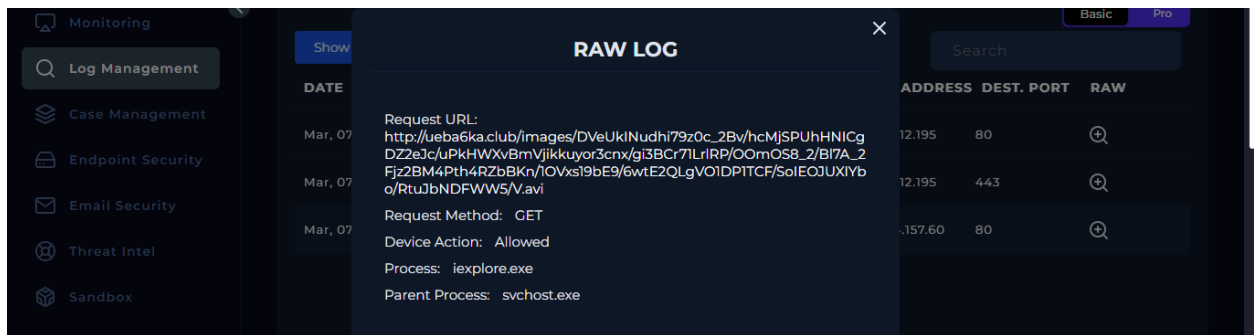 Monitoring
Basic Pro
Show
RAW LOG
Search
Log Management
DATE
ADDRESS DEST. PORT RAW
Case Management
Request URL:
http://ueba6ka.club/images/DVeUkINudhi79z0c_2Bv/hcMjSPUhHNICg
DZ2eJc/uPkHWXvBmVjikkuyor3cnx/gi3BCr71LrlRP/OOmOS8_2/Bl7A_2
Fjz2BM4Pth4RZbBKn/1OVxs19bE9/6wtE2QLgVO1DP1TCF/SoIEOJUXIYb
o/RtuJbNDFWW5/V.avi
Mar, 07
12.195 80
Endpoint Security
Mar, 07
12.195 443
Email Security
Request Method: GET
Mar, 07
.157.60 80
Device Action: Allowed
Threat Intel
Process: iexplore.exe
Sandbox
Parent Process: svchost.exe